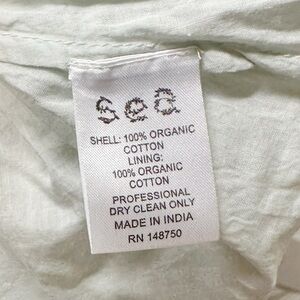 sea
SHELL: 100% ORGANIC
COTTON
LINING:
100% ORGANIC
COTTON
PROFESSIONAL
DRY CLEAN ONLY
MADE IN INDIA
RN 148750